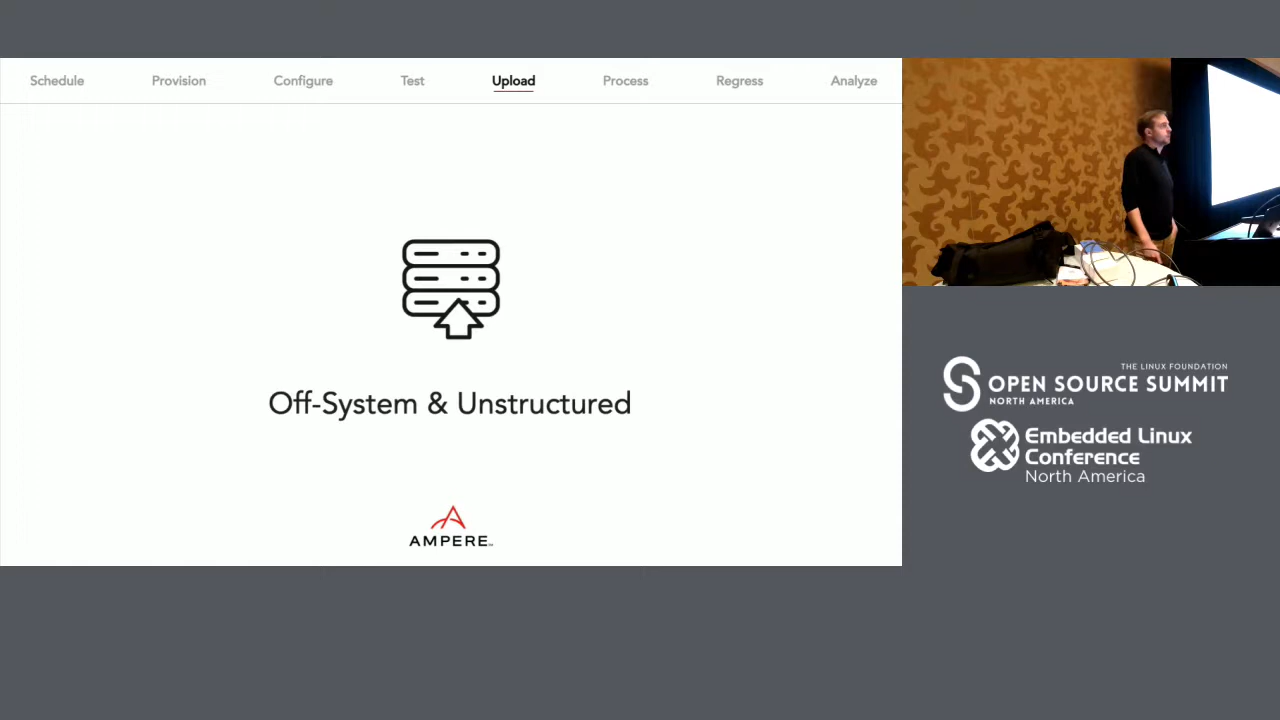 Schedule Provision Configure Test Upload Process Regress Analyze
Off-System & Unstructured
AMPERE
THE LINUX FOUNDATION
OPEN SOURCE SUMMIT
NORTH AMERICA
Embedded Linux
Conference
North America